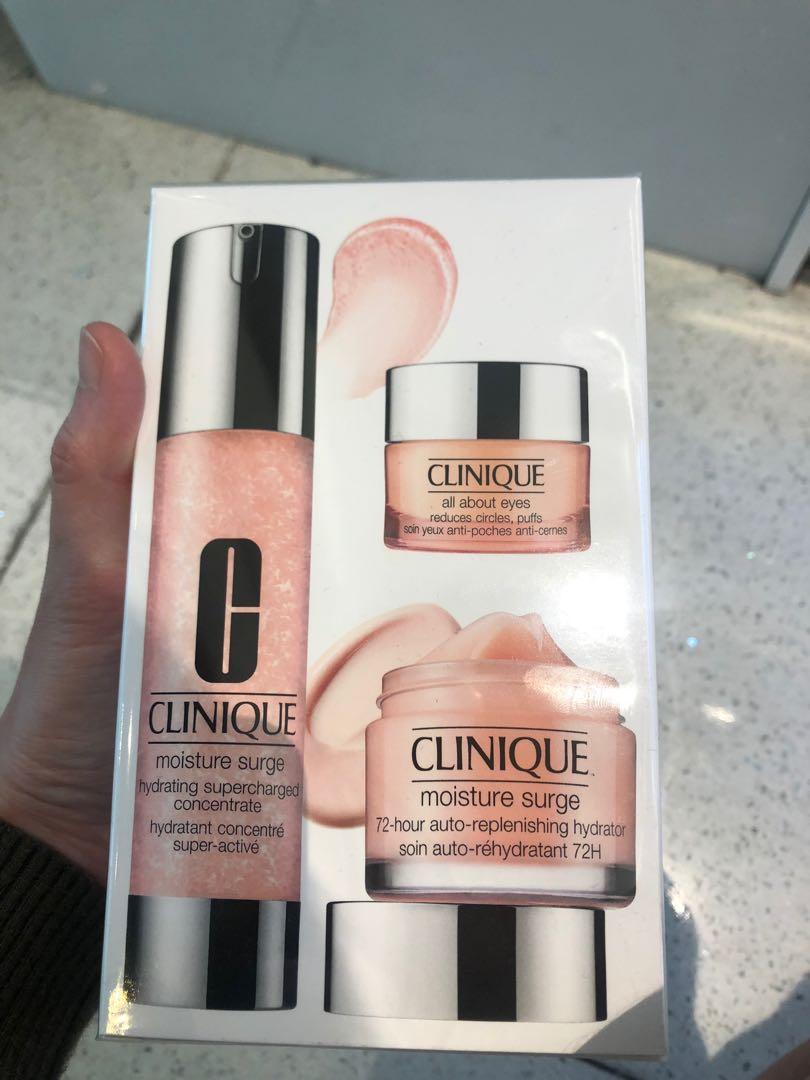 C
CLINIQUE
moisture surge
hydrating supercharged
concentrate
hydratant concentré
super-activé
CLINIQUE
all about eyes
reduces circles, puffs
soin yeux anti-poches anti-cernes
CLINIQUE
moisture surge
72-hour auto-replenishing hydrator
soin auto-réhydratant 72H